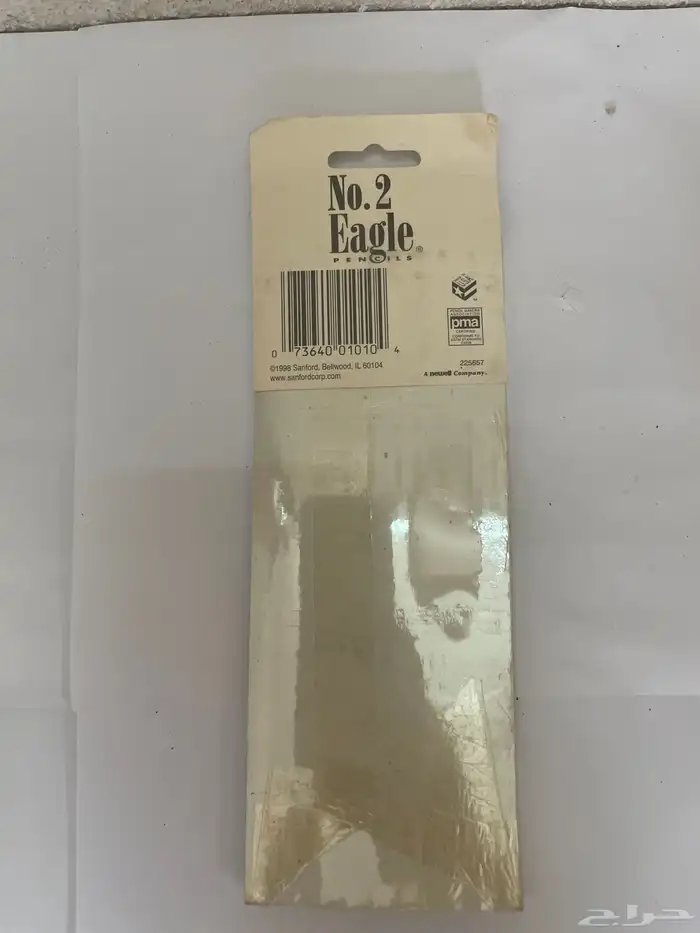 No. 2
Eagle®
PENCILS
0 73640 01010 4
pma
225657
©1998 Sanford, Bellwood, IL 60104
www.sanfordcorp.com
A newell Company.
حراج